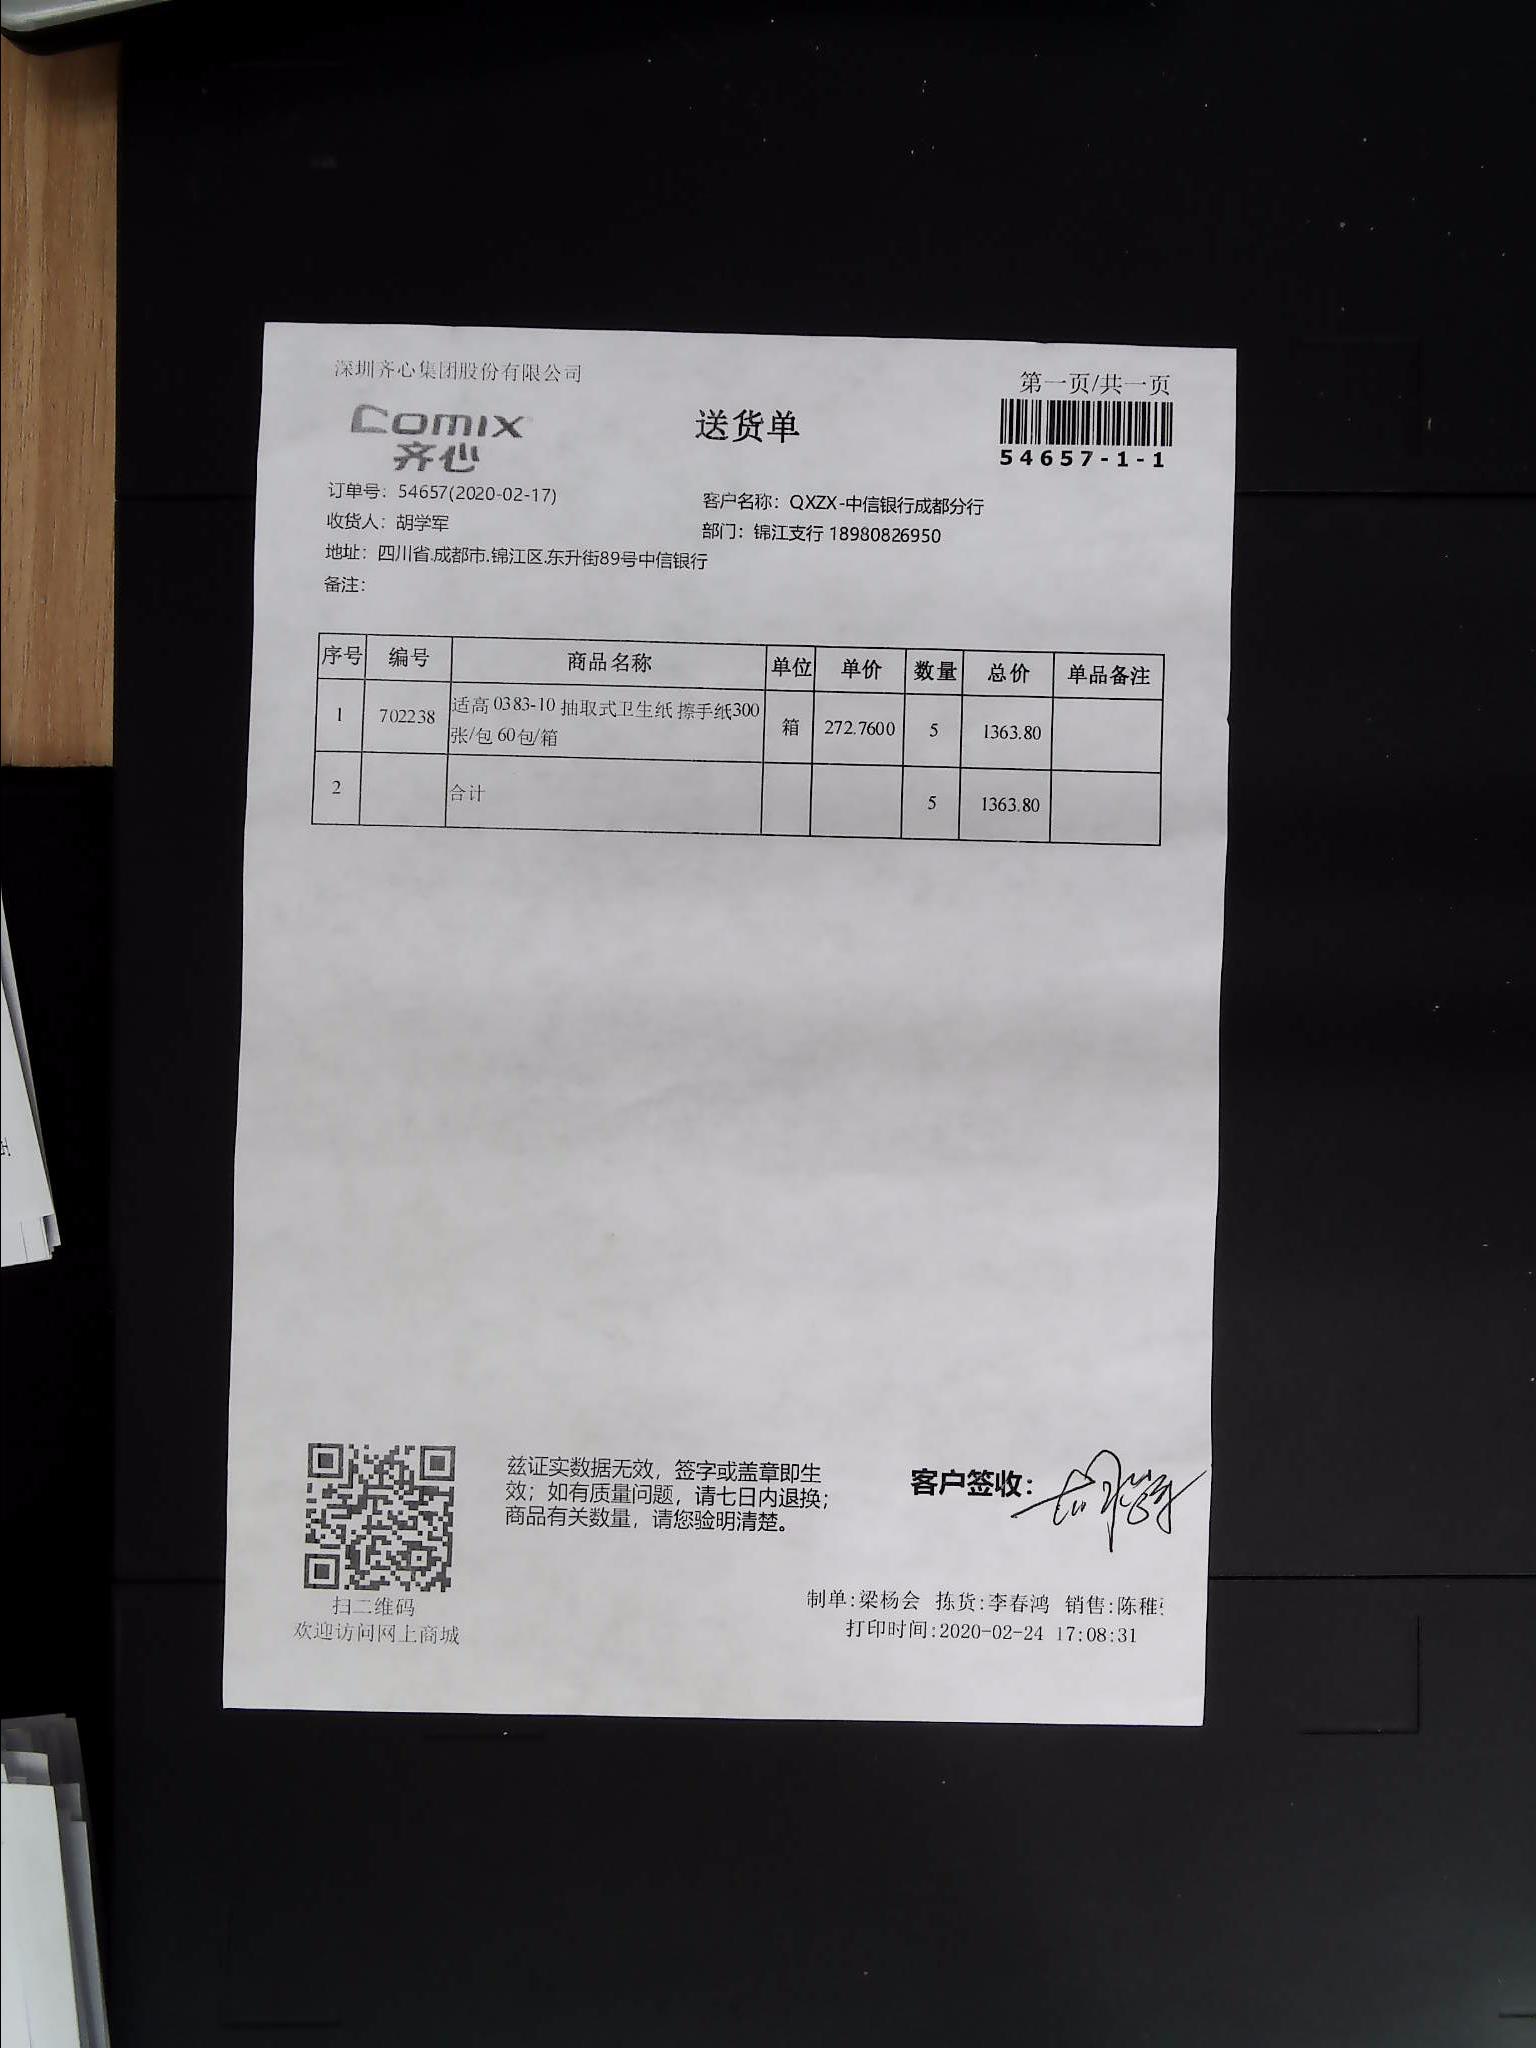 深圳齐心集团股份有限公司
第一页/共一页
Comix
齐心
送货单
54657-1-1
订单号：54657(2020-02-17)
客户名称：QXZX-中信银行成都分行
收货人：胡学军
部门：锦江支行 18980826950
地址：四川省.成都市.锦江区.东升街89号中信银行
备注：
序号 编号 商品名称 单位 单价 数量 总价 单品备注
1 702238 适高 0383-10 抽取式卫生纸 擦手纸300 箱 272.7600 5 1363.80
张/包 60包/箱
2 合计 5 1363.80
兹证实数据无效，签字或盖章即生
效；如有质量问题，请七日内退换；
商品有关数量，请您验明清楚。
客户签收：胡学军
扫二维码
欢迎访问网上商城
制单:梁杨会 拣货:李春鸿 销售:陈稚
打印时间:2020-02-24 17:08:31